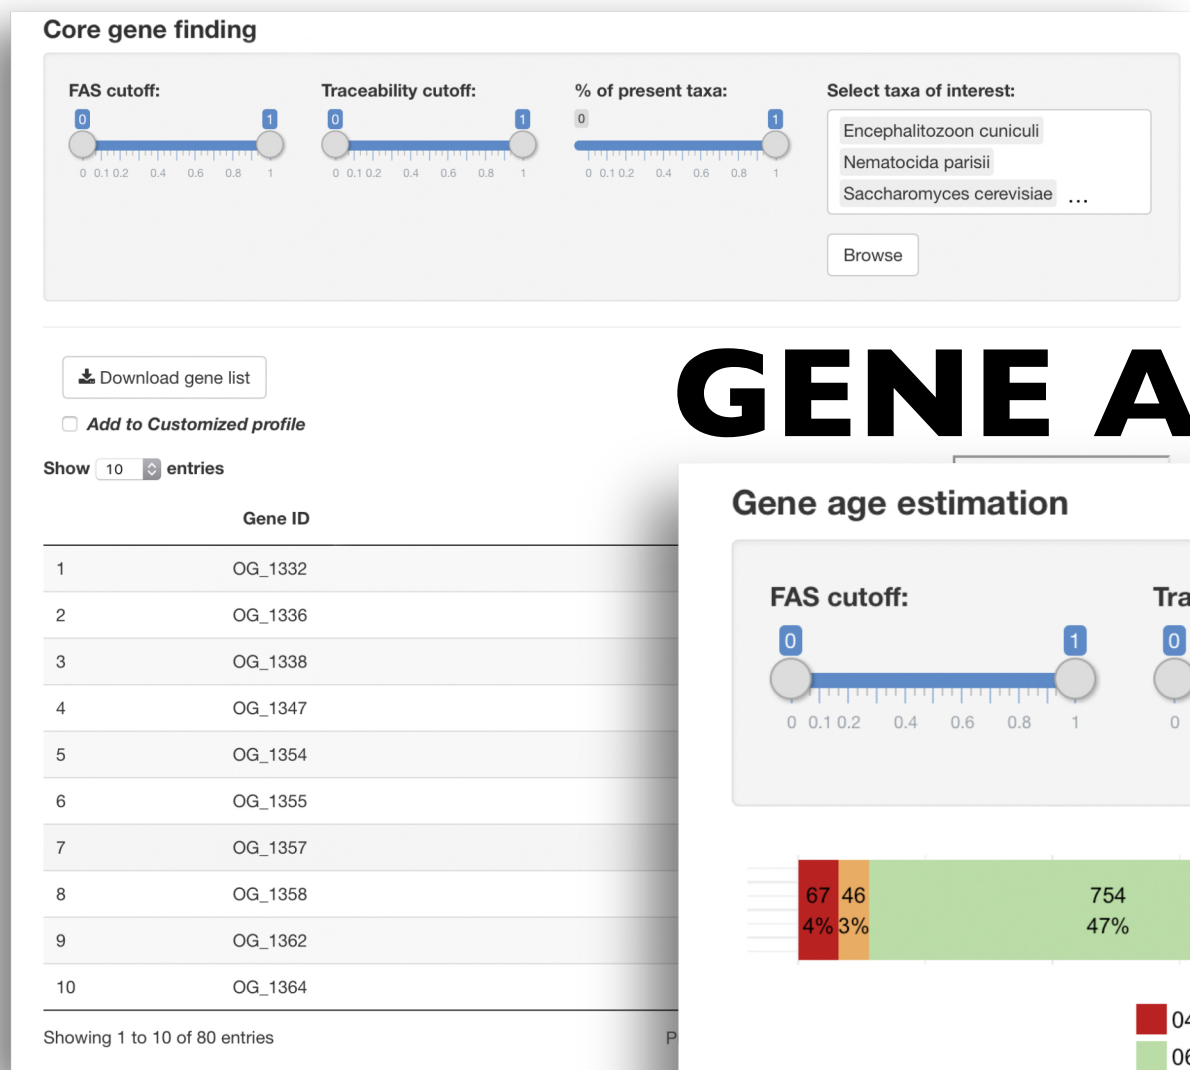 Core gene finding
FAS cutoff: Traceability cutoff: % of present taxa: Select taxa of interest:
0 1 0 1 0 1
0 0.1 0.2 0.4 0.6 0.8 1 0 0.1 0.2 0.4 0.6 0.8 1 0 0.1 0.2 0.4 0.6 0.8 1
Encephalitozoon cuniculi
Nematocida parisii
Saccharomyces cerevisiae ...
Browse
Download gene list
Add to Customized profile
Show 10 entries
Gene ID
1 OG_1332
2 OG_1336
3 OG_1338
4 OG_1347
5 OG_1354
6 OG_1355
7 OG_1357
8 OG_1358
9 OG_1362
10 OG_1364
Showing 1 to 10 of 80 entries P
GENE A
Gene age estimation
FAS cutoff: Tra
0 1 0
0 0.1 0.2 0.4 0.6 0.8 1 0
67 46 754
4% 3% 47%
04
06